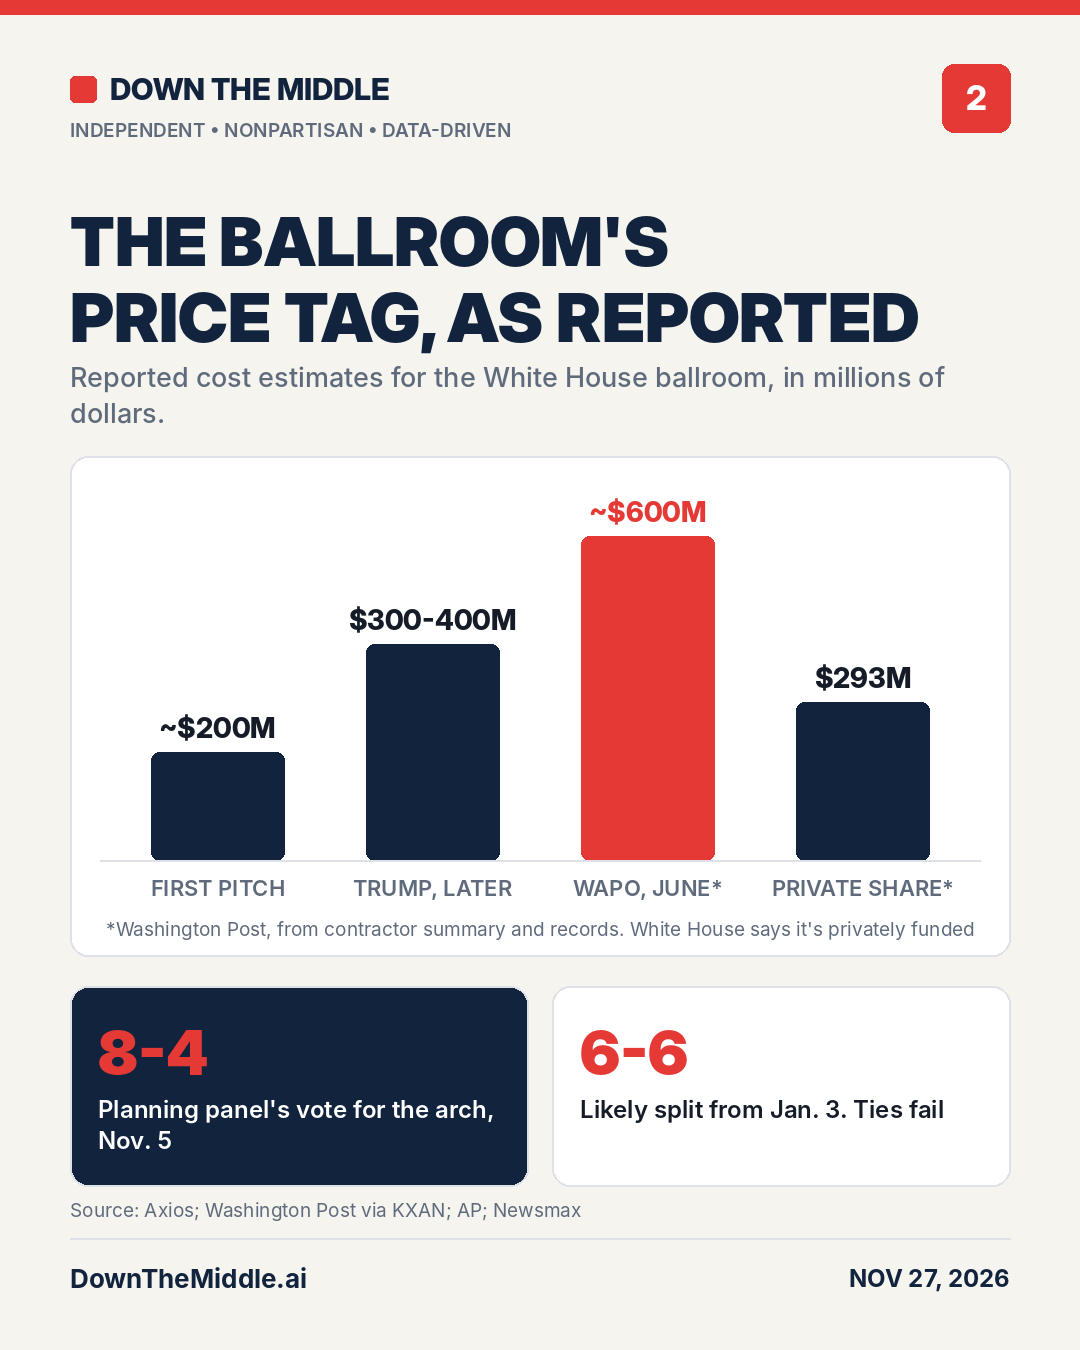 DOWN THE MIDDLE
2
INDEPENDENT • NONPARTISAN • DATA-DRIVEN
THE BALLROOM'S
PRICE TAG, AS REPORTED
Reported cost estimates for the White House ballroom, in millions of
dollars.
~$600M
$300-400M
$293M
~$200M
FIRST PITCH
TRUMP, LATER
WAPO, JUNE*
PRIVATE SHARE*
*Washington Post, from contractor summary and records. White House says it's privately funded
8-4
Planning panel's vote for the arch,
Nov. 5
6-6
Likely split from Jan. 3. Ties fail
Source: Axios; Washington Post via KXAN; AP; Newsmax
DownTheMiddle.ai
NOV 27, 2026